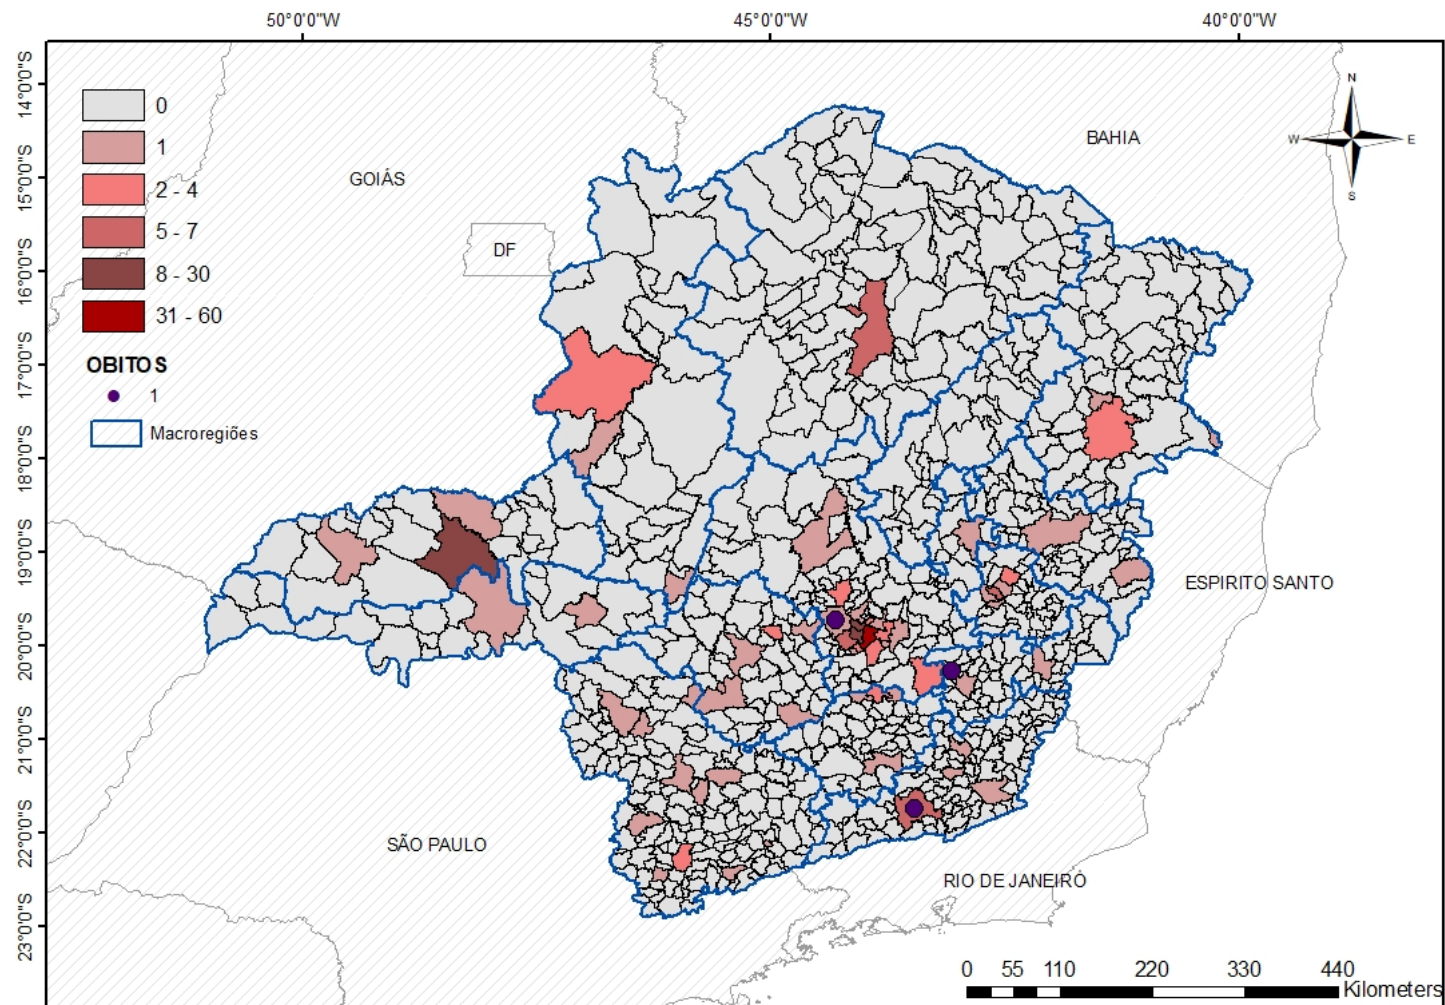 50°0'0"W 45°0'0"W 40°0'0"W
14°0'0"S
15°0'0"S
16°0'0"S
17°0'0"S
18°0'0"S
19°0'0"S
20°0'0"S
21°0'0"S
22°0'0"S
23°0'0"S
0
1
2 - 4
5 - 7
8 - 30
31 - 60
OBITOS
1
Macroregiões
N
W E
S
BAHIA
GOIÁS
DF
ESPIRITO SANTO
SÃO PAULO
RIO DE JANEIRO
0 55 110 220 330 440
Kilometers